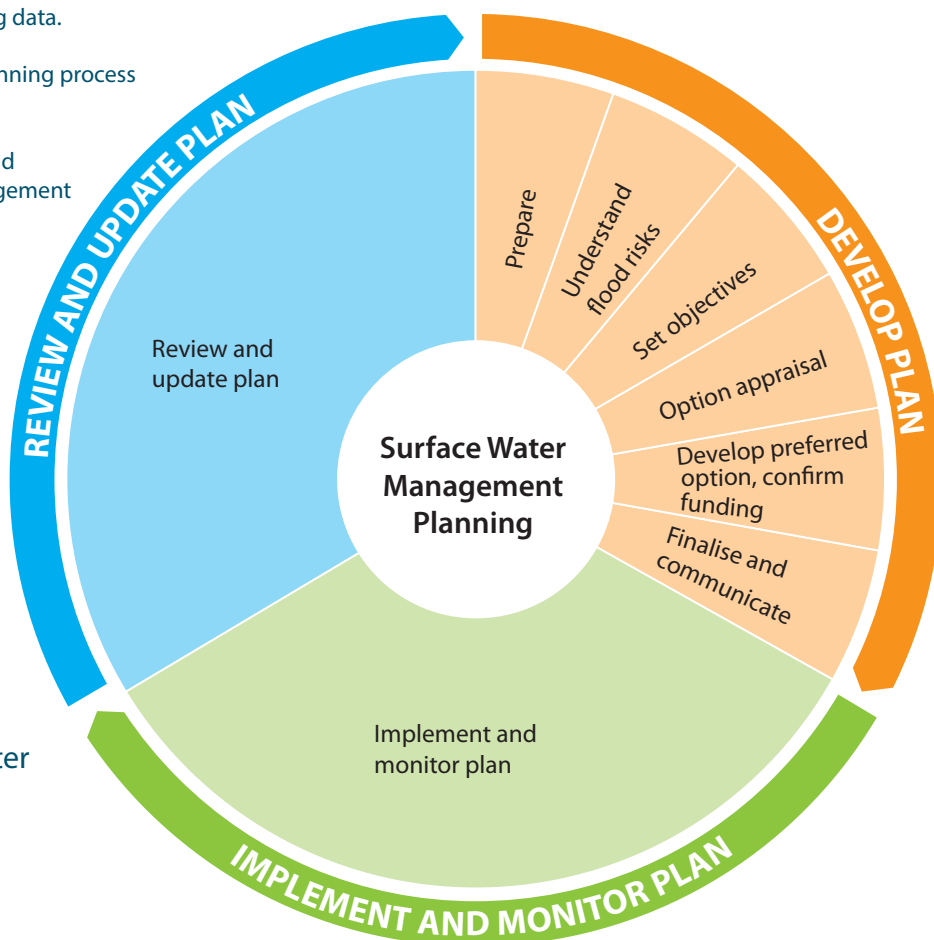 g data.
nning process
d
gement
ter
REVIEW AND UPDATE PLAN
DEVELOP PLAN
IMPLEMENT AND MONITOR PLAN
Prepare
Understand
flood risks
Set objectives
Option appraisal
Develop preferred
option, confirm
funding
Finalise and
communicate
Review and
update plan
Surface Water
Management
Planning
Implement and
monitor plan